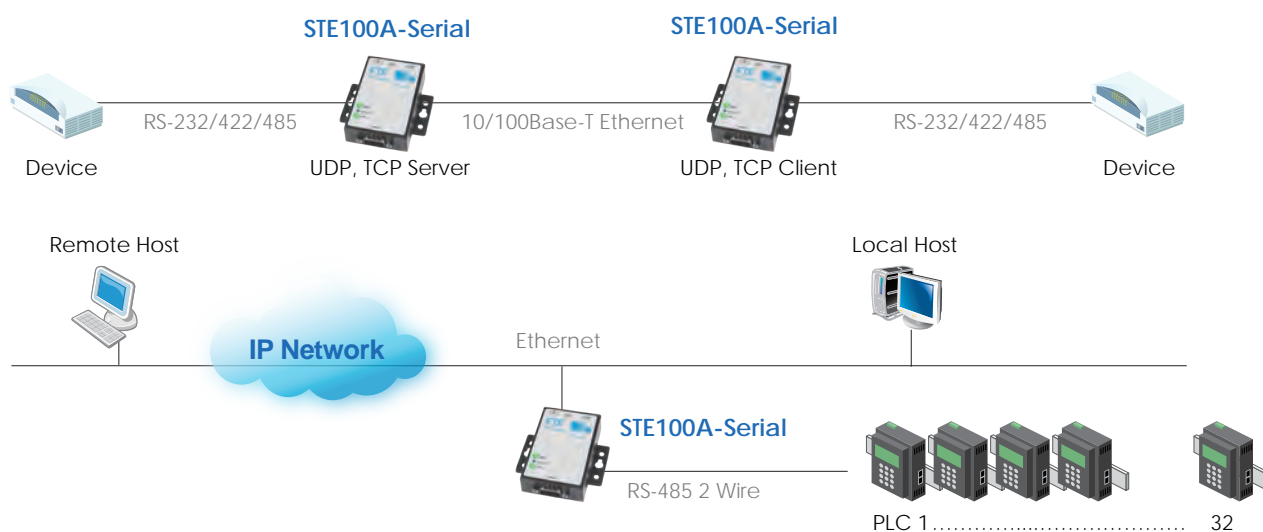 STE100A-Serial STE100A-Serial
RS-232/422/485 10/100Base-T Ethernet RS-232/422/485
Device UDP, TCP Server UDP, TCP Client Device
Remote Host Local Host
IP Network
Ethernet
STE100A-Serial
RS-485 2 Wire
PLC 1.................................... 32